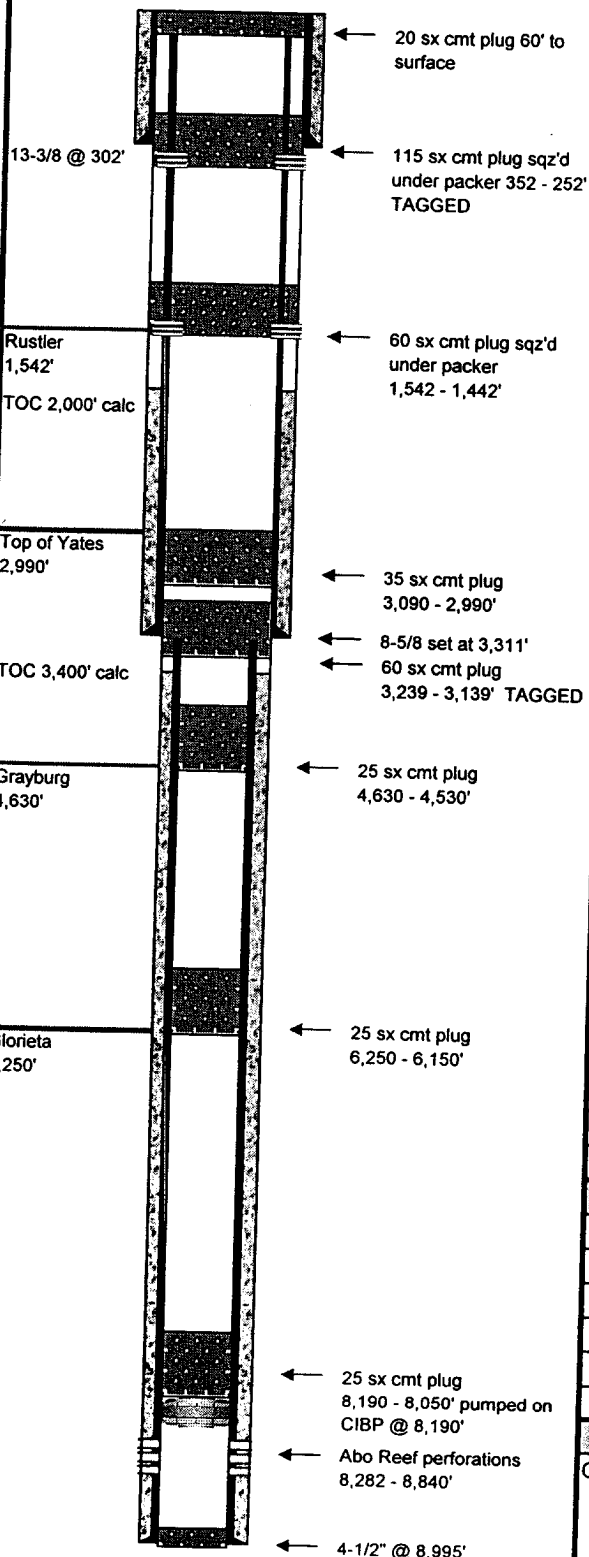 20 sx cmt plug 60' to
surface
13-3/8 @ 302'
115 sx cmt plug sqz'd
under packer 352 - 252'
TAGGED
Rustler
1,542'
60 sx cmt plug sqz'd
under packer
1,542 - 1,442'
TOC 2,000' calc
Top of Yates
2,990'
35 sx cmt plug
3,090 - 2,990'
8-5/8 set at 3,311'
TOC 3,400' calc
60 sx cmt plug
3,239 - 3,139' TAGGED
Grayburg
4,630'
25 sx cmt plug
4,630 - 4,530'
lorieta
,250'
25 sx cmt plug
6,250 - 6,150'
25 sx cmt plug
8,190 - 8,050' pumped on
CIBP @ 8,190'
Abo Reef perforations
8,282 - 8,840'
4-1/2" @ 8,995'